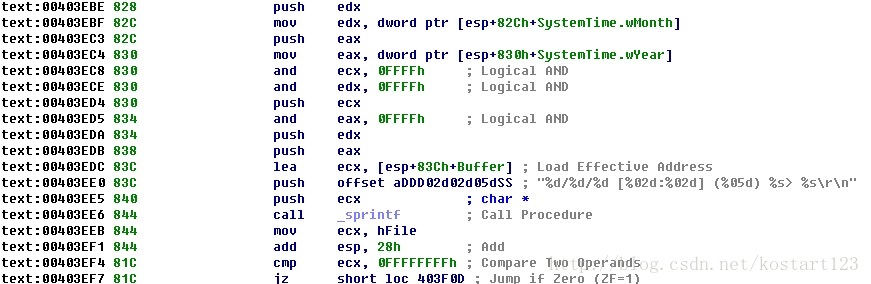 text:00403EBE 828 push edx
text:00403EBF 82C mov edx, dword ptr [esp+82Ch+SystemTime.wMonth]
text:00403EC3 82C push eax
text:00403EC4 830 mov eax, dword ptr [esp+830h+SystemTime.wYear]
text:00403EC8 830 and ecx, 0FFFFh ; Logical AND
text:00403ECE 830 and edx, 0FFFFh ; Logical AND
text:00403ED4 830 push ecx
text:00403ED5 834 and eax, 0FFFFh ; Logical AND
text:00403EDA 834 push edx
text:00403EDB 838 push eax
text:00403EDC 83C lea ecx, [esp+83Ch+Buffer] ; Load Effective Address
text:00403EE0 83C push offset aDDD02d02d05dSS ; "%d/%d/%d [%02d:%02d] (%05d) %s> %s\r\n"
text:00403EE5 840 push ecx ; char *
text:00403EE6 844 call _sprintf ; Call Procedure
text:00403EEB 844 mov ecx, hFile
text:00403EF1 844 add esp, 28h ; Add
text:00403EF4 81C cmp ecx, 0FFFFFFFFh ; Compare Two Operands
text:00403EF7 81C jz short loc_403F0D ; Jump if Zero (ZF=1)
http://blog.csdn.net/kostart123